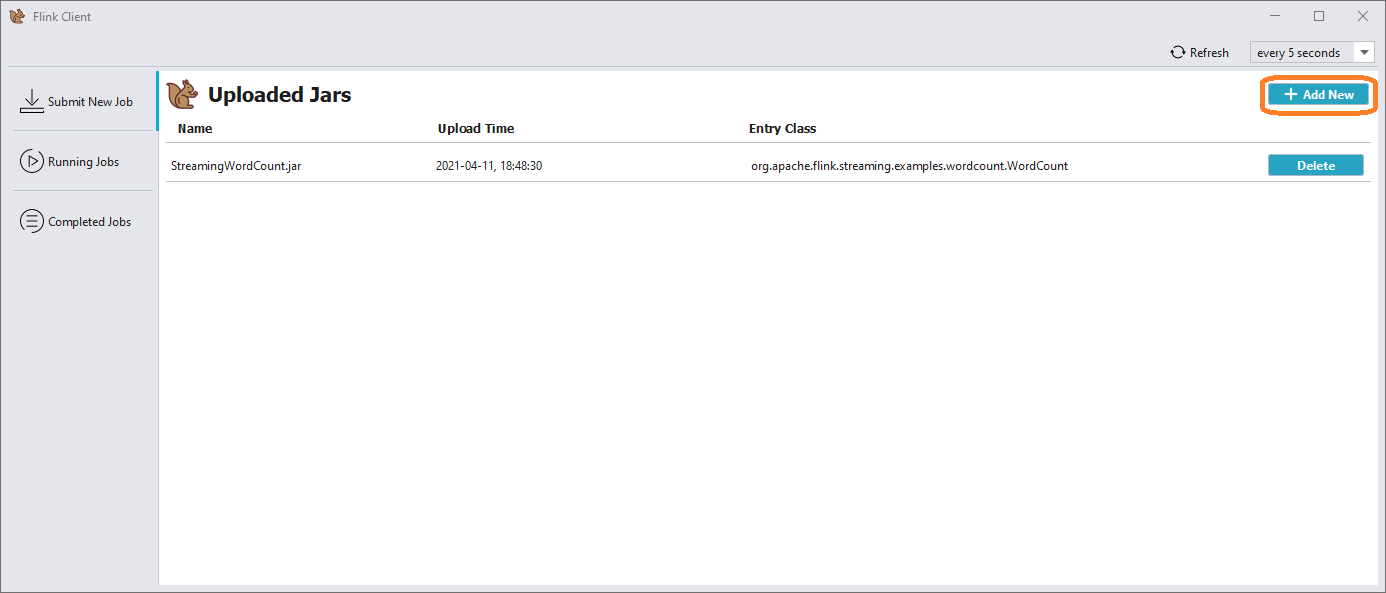 Flink Client
Refresh every 5 seconds
Submit New Job
Running Jobs
Completed Jobs
Uploaded Jars
+ Add New
Name Upload Time Entry Class
StreamingWordCount.jar 2021-04-11, 18:48:30 org.apache.flink.streaming.examples.wordcount.WordCount Delete